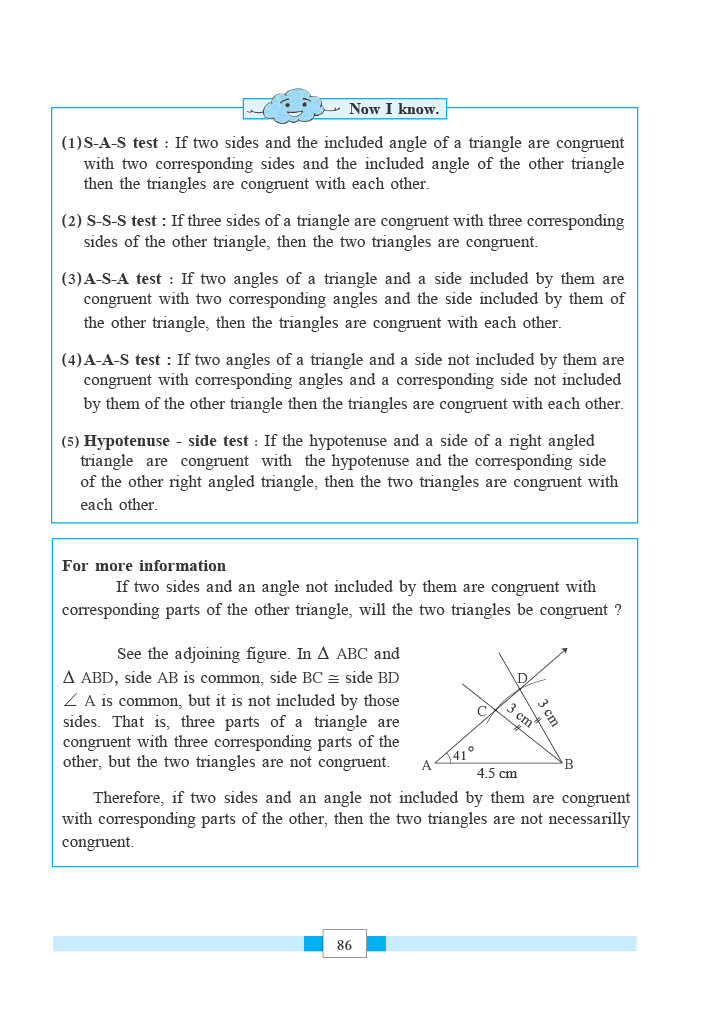 Now I know.
(1) S-A-S test : If two sides and the included angle of a triangle are congruent
with two corresponding sides and the included angle of the other triangle
then the triangles are congruent with each other.
(2) S-S-S test : If three sides of a triangle are congruent with three corresponding
sides of the other triangle, then the two triangles are congruent.
(3) A-S-A test : If two angles of a triangle and a side included by them are
congruent with two corresponding angles and the side included by them of
the other triangle, then the triangles are congruent with each other.
(4) A-A-S test : If two angles of a triangle and a side not included by them are
congruent with corresponding angles and a corresponding side not included
by them of the other triangle then the triangles are congruent with each other.
(5) Hypotenuse - side test : If the hypotenuse and a side of a right angled
triangle are congruent with the hypotenuse and the corresponding side
of the other right angled triangle, then the two triangles are congruent with
each other.
For more information
If two sides and an angle not included by them are congruent with
corresponding parts of the other triangle, will the two triangles be congruent ?
See the adjoining figure. In Δ ABC and
Δ ABD, side AB is common, side BC ≅ side BD
∠ A is common, but it is not included by those
sides. That is, three parts of a triangle are
congruent with three corresponding parts of the
other, but the two triangles are not congruent.
D
C
3 cm
3 cm
41°
A
B
4.5 cm
Therefore, if two sides and an angle not included by them are congruent
with corresponding parts of the other, then the two triangles are not necessarilly
congruent.
86